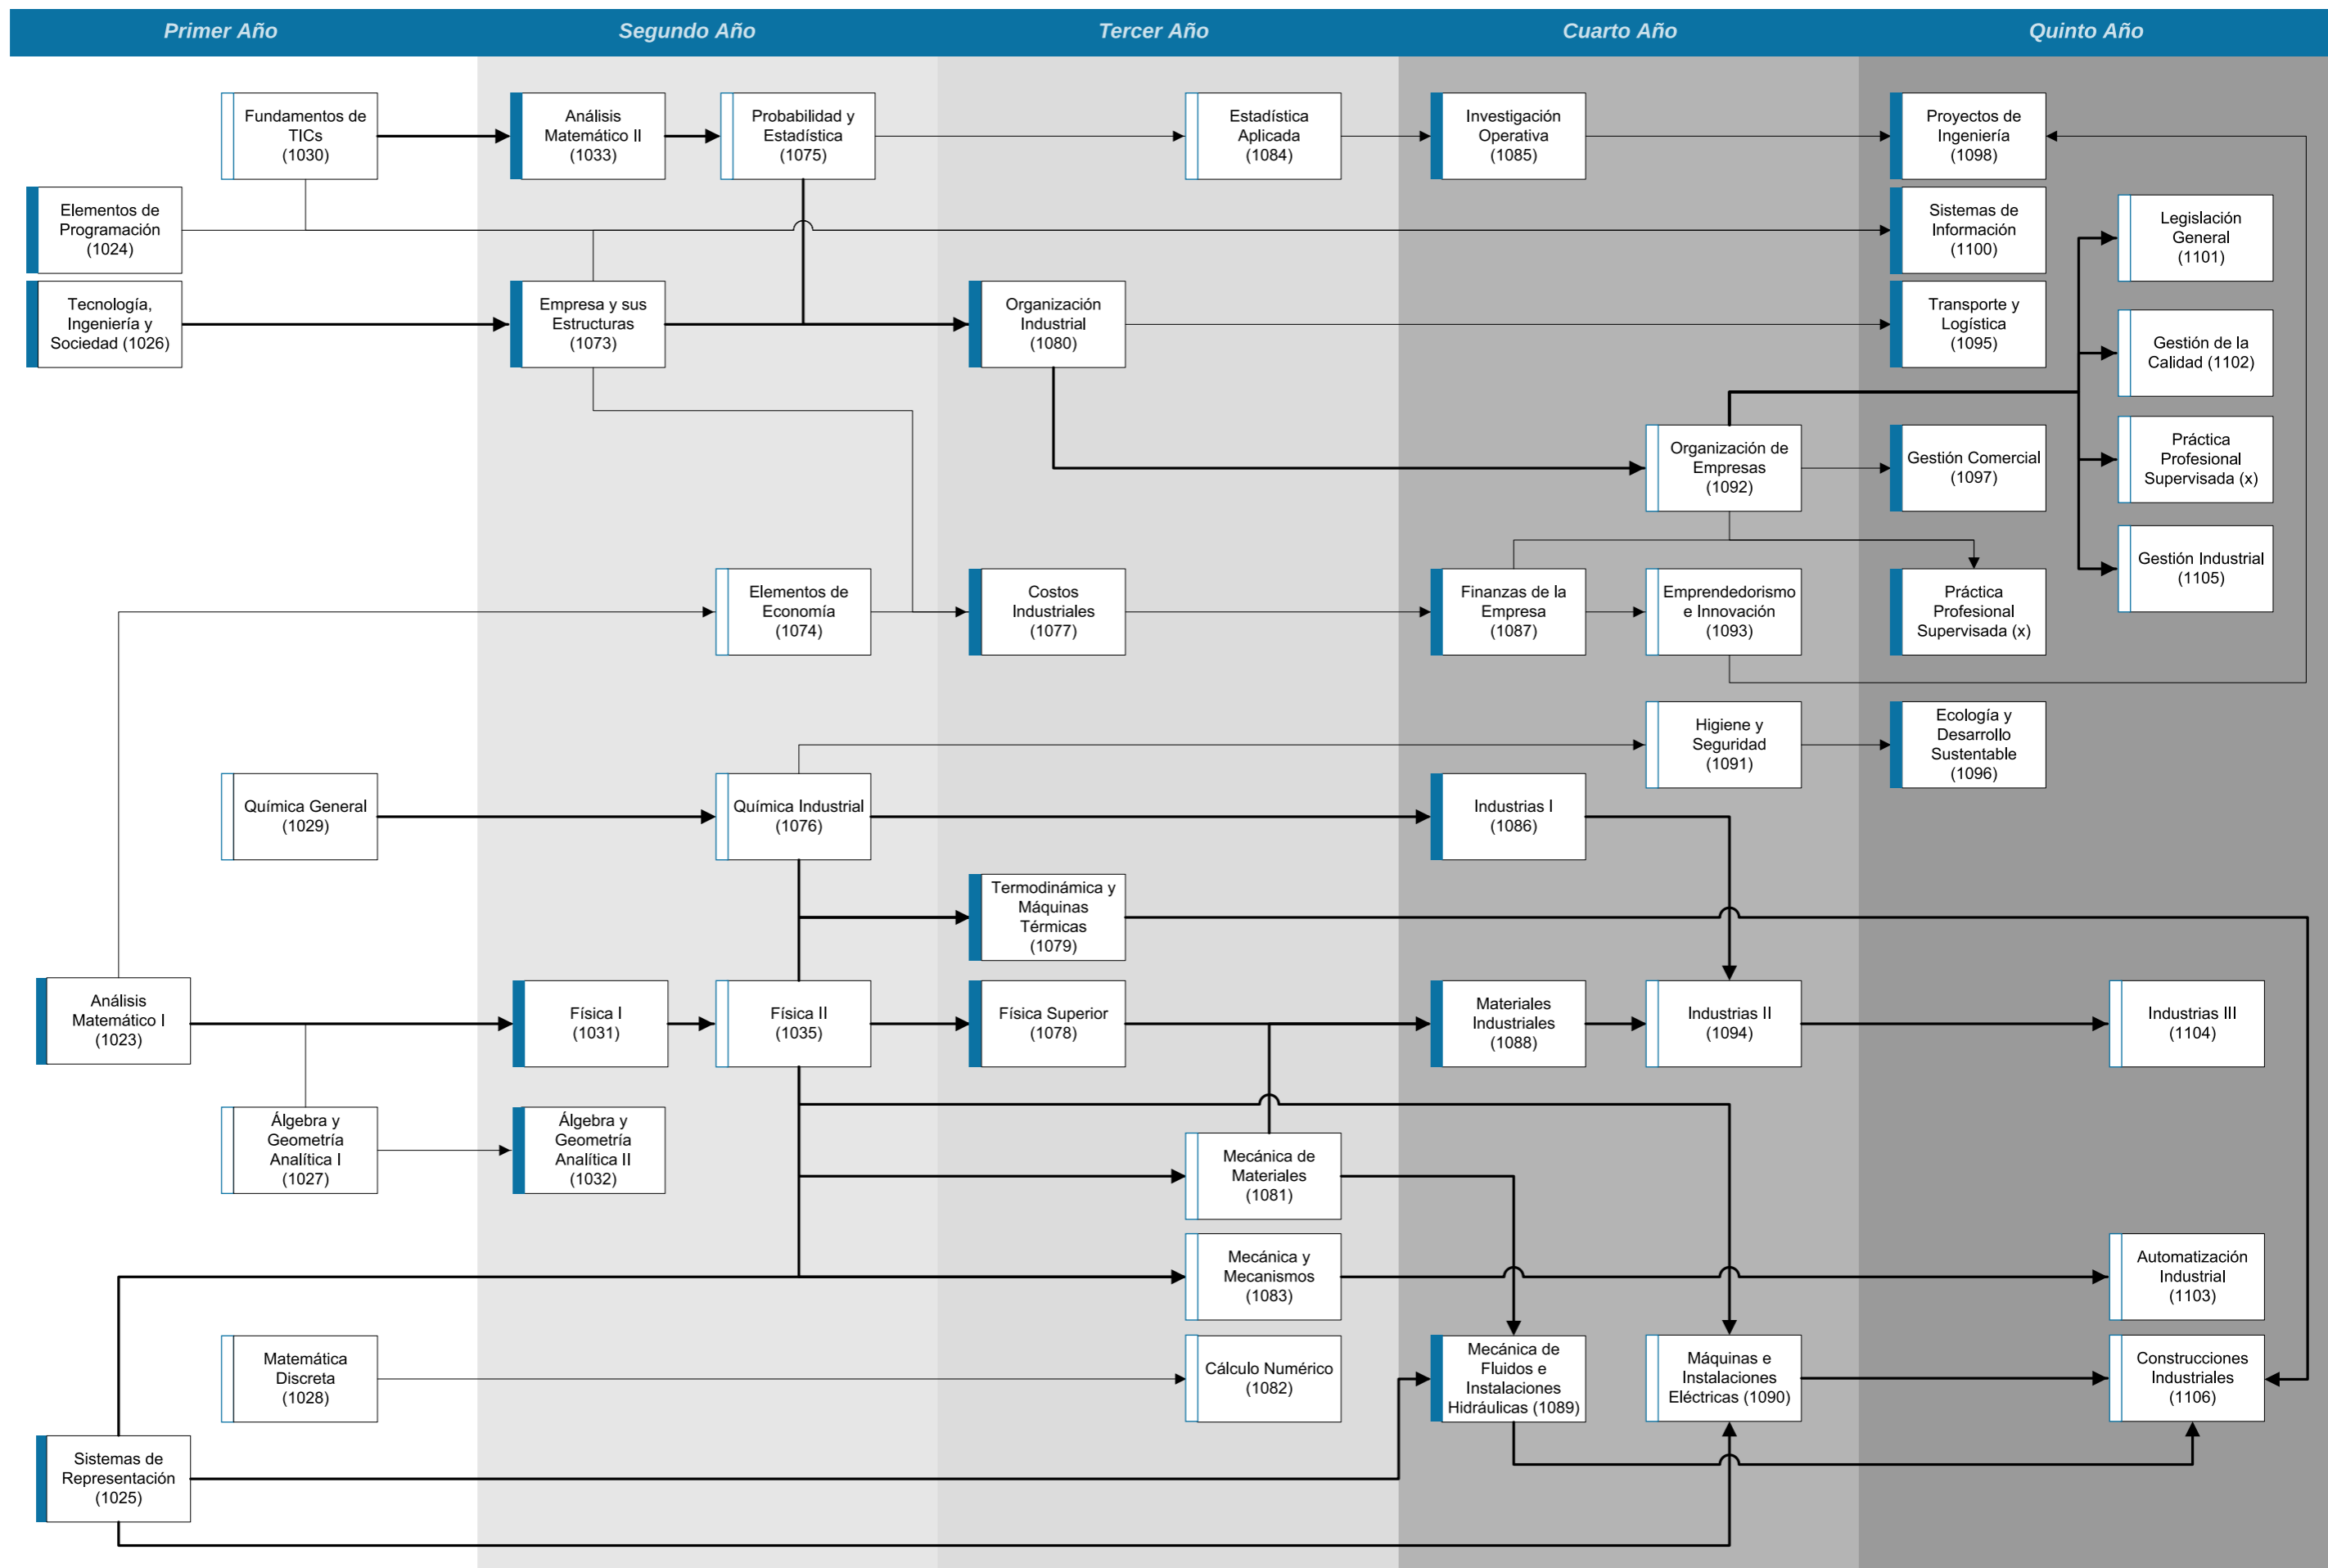 Primer Año
Segundo Año
Tercer Año
Cuarto Año
Quinto Año
Fundamentos de
TICs
(1030)
Análisis
Matemático II
(1033)
Probabilidad y
Estadística
(1075)
Estadística
Aplicada
(1084)
Investigación
Operativa
(1085)
Proyectos de
Ingeniería
(1098)
Elementos de
Programación
(1024)
Sistemas de
Información
(1100)
Legislación
General
(1101)
Tecnología,
Ingeniería y
Sociedad (1026)
Empresa y sus
Estructuras
(1073)
Organización
Industrial
(1080)
Transporte y
Logística
(1095)
Gestión de la
Calidad (1102)
Organización de
Empresas
(1092)
Gestión Comercial
(1097)
Práctica
Profesional
Supervisada (x)
Gestión Industrial
(1105)
Elementos de
Economía
(1074)
Costos
Industriales
(1077)
Finanzas de la
Empresa
(1087)
Emprendedorismo
e Innovación
(1093)
Práctica
Profesional
Supervisada (x)
Higiene y
Seguridad
(1091)
Ecología y
Desarrollo
Sustentable
(1096)
Química General
(1029)
Química Industrial
(1076)
Industrias I
(1086)
Termodinámica y
Máquinas
Térmicas
(1079)
Análisis
Matemático I
(1023)
Física I
(1031)
Física II
(1035)
Física Superior
(1078)
Materiales
Industriales
(1088)
Industrias II
(1094)
Industrias III
(1104)
Álgebra y
Geometría
Analítica I
(1027)
Álgebra y
Geometría
Analítica II
(1032)
Mecánica de
Materiales
(1081)
Mecánica y
Mecanismos
(1083)
Automatización
Industrial
(1103)
Matemática
Discreta
(1028)
Cálculo Numérico
(1082)
Mecánica de
Fluidos e
Instalaciones
Hidráulicas (1089)
Máquinas e
Instalaciones
Eléctricas (1090)
Construcciones
Industriales
(1106)
Sistemas de
Representación
(1025)